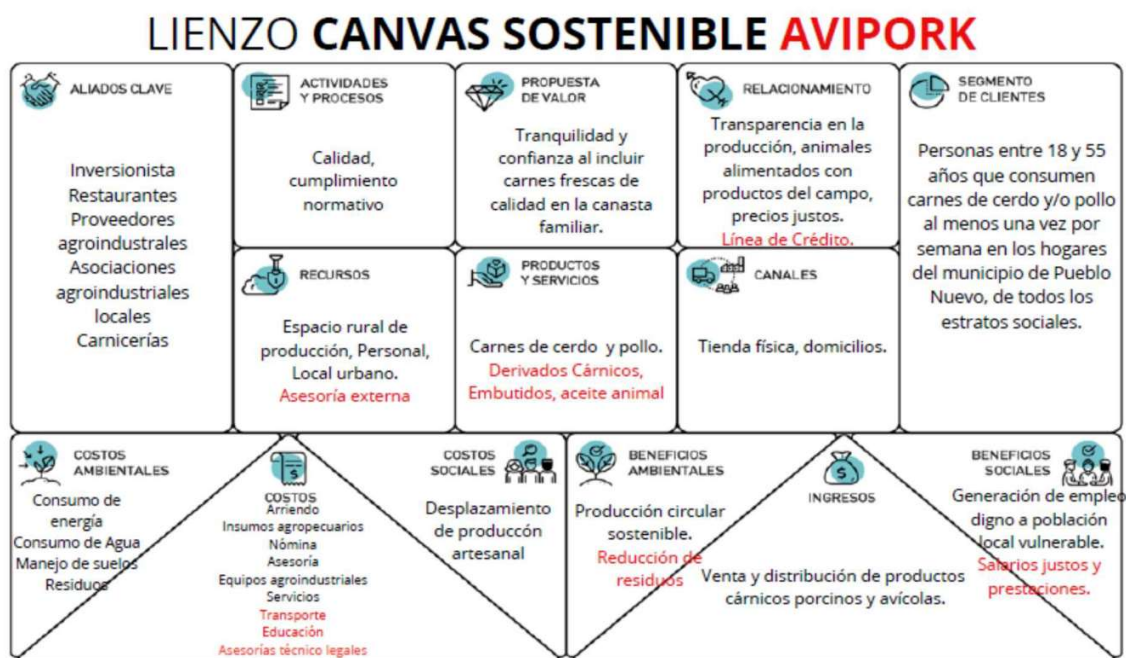 LIENZO CANVAS SOSTENIBLE AVIPORK
ALIADOS CLAVE
Inversionista
Restaurantes
Proveedores
agroindustrales
Asociaciones
agroindustriales
locales
Carnicerías
ACTIVIDADES
Y PROCESOS
Calidad,
cumplimiento
normativo
RECURSOS
Espacio rural de
producción, Personal,
Local urbano.
Asesoría externa
PROPUESTA
DE VALOR
Tranquilidad y
confianza al incluir
carnes frescas de
calidad en la canasta
familiar.
PRODUCTOS
Y SERVICIOS
Carnes de cerdo y pollo.
Derivados Cárnicos,
Embutidos, aceite animal
RELACIONAMIENTO
Transparencia en la
producción, animales
alimentados con
productos del campo,
precios justos.
Línea de Crédito.
CANALES
Tienda física, domicilios.
SEGMENTO
DE CLIENTES
Personas entre 18 y 55
años que consumen
carnes de cerdo y/o pollo
al menos una vez por
semana en los hogares
del municipio de Pueblo
Nuevo, de todos los
estratos sociales.
COSTOS
AMBIENTALES
Consumo de
energía
Consumo de Agua
Manejo de suelos
Residuos
COSTOS
Arriendo
Insumos agropecuarios
Nómina
Asesoría
Equipos agroindustriales
Servicios
Transporte
Educación
Asesorías técnico legales
COSTOS
SOCIALES
Desplazamiento
de produccón
artesanal
BENEFICIOS
AMBIENTALES
Producción circular
sostenible.
Reducción de
residuos
INGRESOS
Venta y distribución de productos
cárnicos porcinos y avícolas.
BENEFICIOS
SOCIALES
Generación de empleo
digno a población
local vulnerable.
Salarios justos y
prestaciones.